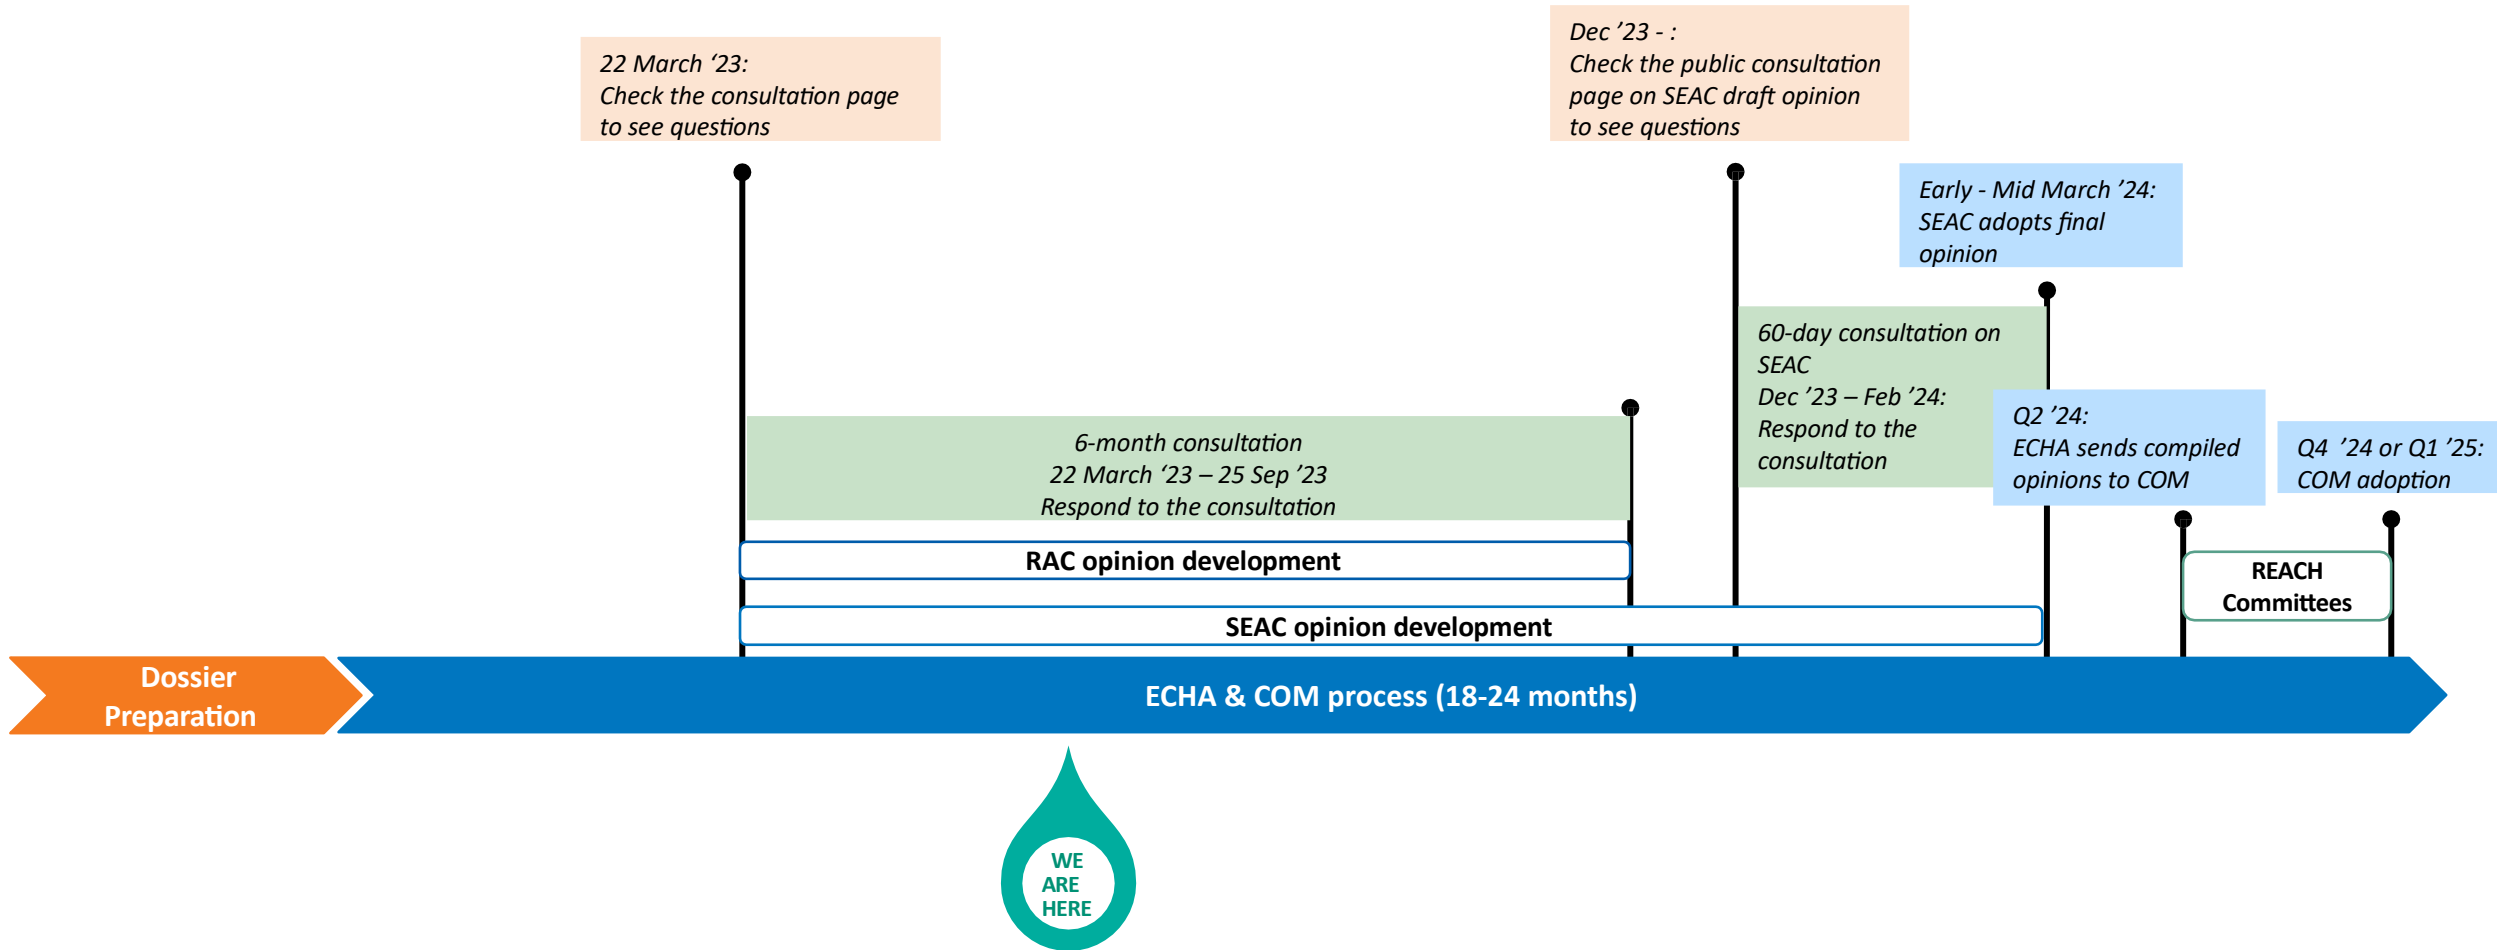 22 March ‘23:
Check the consultation page
to see questions
Dec ’23 - :
Check the public consultation
page on SEAC draft opinion
to see questions
Early - Mid March ’24:
SEAC adopts final
opinion
60-day consultation on
SEAC
Dec ’23 – Feb ’24:
Respond to the
consultation
6-month consultation
22 March ‘23 – 25 Sep ’23
Respond to the consultation
Q2 ’24:
ECHA sends compiled
opinions to COM
Q4  ’24 or Q1 ’25:
COM adoption
RAC opinion development
REACH
Committees
SEAC opinion development
Dossier
Preparation
ECHA & COM process (18-24 months)
WE
ARE
HERE